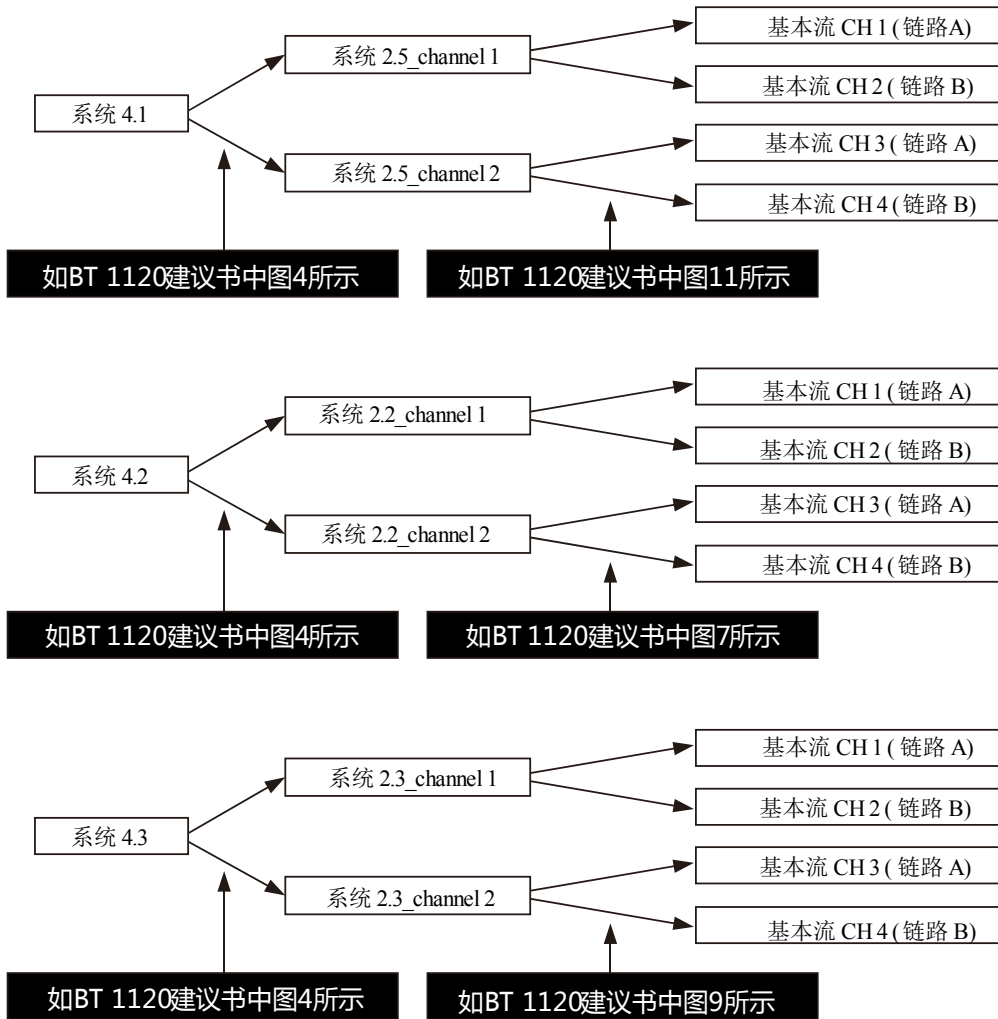 基本流 CH 1 ( 链路A)
系统 2.5_channel 1
基本流 CH 2 ( 链路 B)
系统 4.1
基本流 CH 3 ( 链路 A)
系统 2.5_channel 2
基本流 CH 4 ( 链路 B)
如BT 1120建议书中图4所示
如BT 1120建议书中图11所示
基本流 CH 1 ( 链路 A)
系统 2.2_channel 1
基本流 CH 2 ( 链路 B)
系统 4.2
基本流 CH 3 ( 链路 A)
系统 2.2_channel 2
基本流 CH 4 ( 链路 B)
如BT 1120建议书中图4所示
如BT 1120建议书中图7所示
基本流 CH 1 ( 链路 A)
系统 2.3_channel 1
基本流 CH 2 ( 链路 B)
系统 4.3
基本流 CH 3 ( 链路 A)
系统 2.3_channel 2
基本流 CH 4 ( 链路 B)
如BT 1120建议书中图4所示
如BT 1120建议书中图9所示